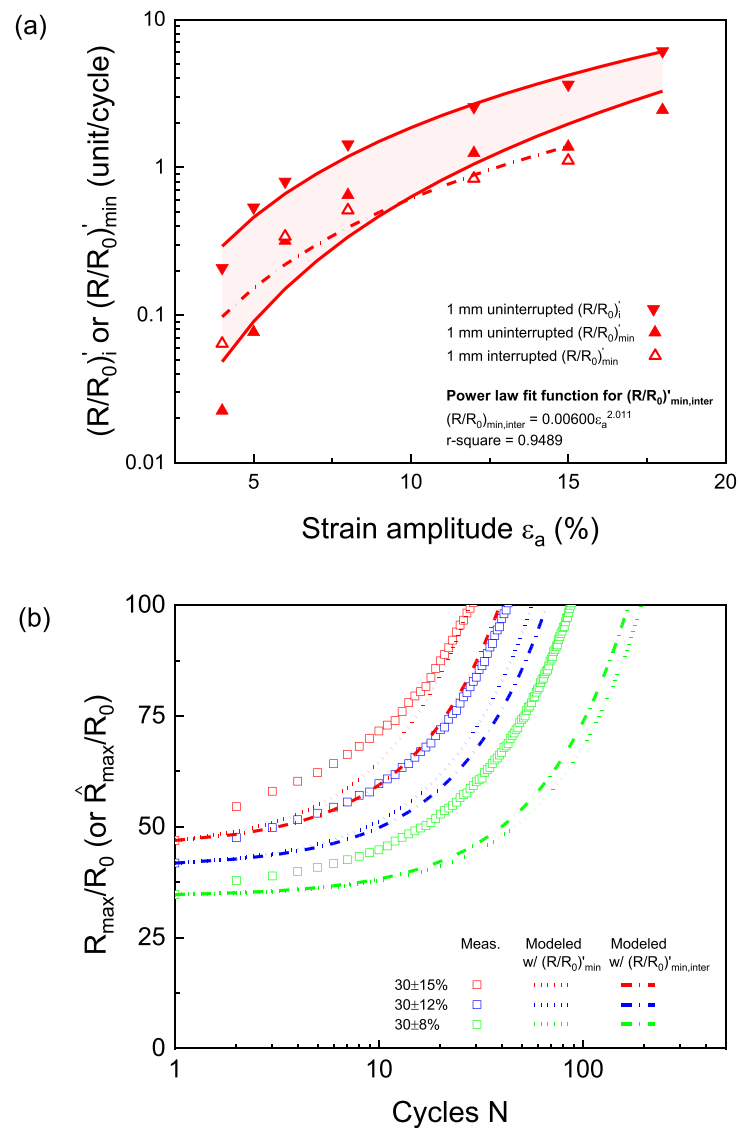 (a)
10
1
0.1
0.01
(R/R₀)'ᵢ or (R/R₀)'min (unit/cycle)
1 mm uninterrupted (R/R₀)'ᵢ
1 mm uninterrupted (R/R₀)'min
1 mm interrupted (R/R₀)'min
Power law fit function for (R/R₀)'min,inter
(R/R₀)min,inter = 0.00600εₐ²·⁰¹¹
r-square = 0.9489
5 10 15 20
Strain amplitude εₐ (%)
(b)
100
75
50
25
0
Rmax/R₀ (or R̂max/R₀)
Meas. Modeled Modeled
w/ (R/R₀)'min w/ (R/R₀)'min,inter
30±15%
30±12%
30±8%
1 10 100
Cycles N